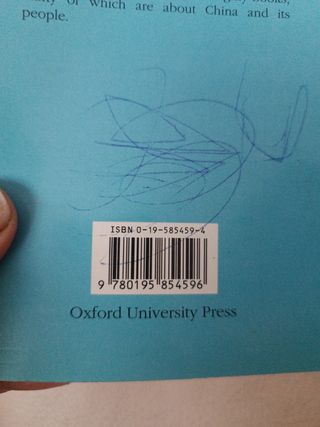 of which are about China and its
people.
ISBN 0-19-585459-4
9 780195 854596
Oxford University Press